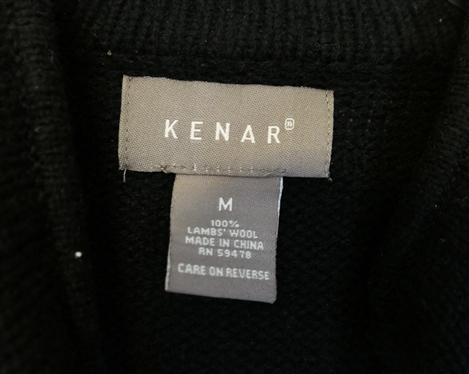 KENAR®
M
100%
LAMBS' WOOL
MADE IN CHINA
RN 59478
CARE ON REVERSE